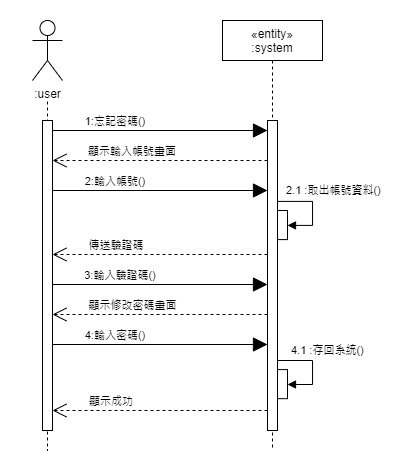 «entity»
:system
:user
1:忘記密碼()
顯示輸入帳號畫面
2:輸入帳號()
2.1 :取出帳號資料()
傳送驗證碼
3:輸入驗證碼()
顯示修改密碼畫面
4:輸入密碼()
4.1 :存回系統()
顯示成功